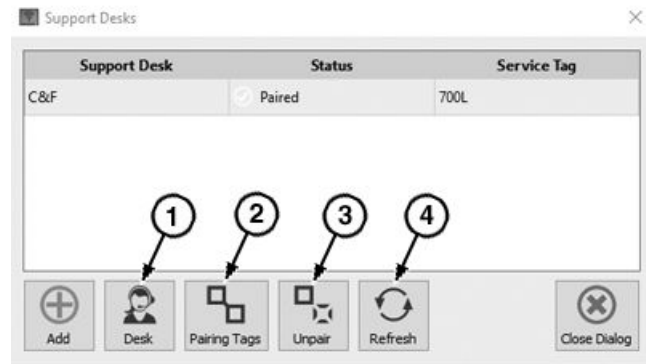 Support Desks
Support Desk Status Service Tag
C&F Paired 700L
1 2 3 4
Add Desk Pairing Tags Unpair Refresh Close Dialog